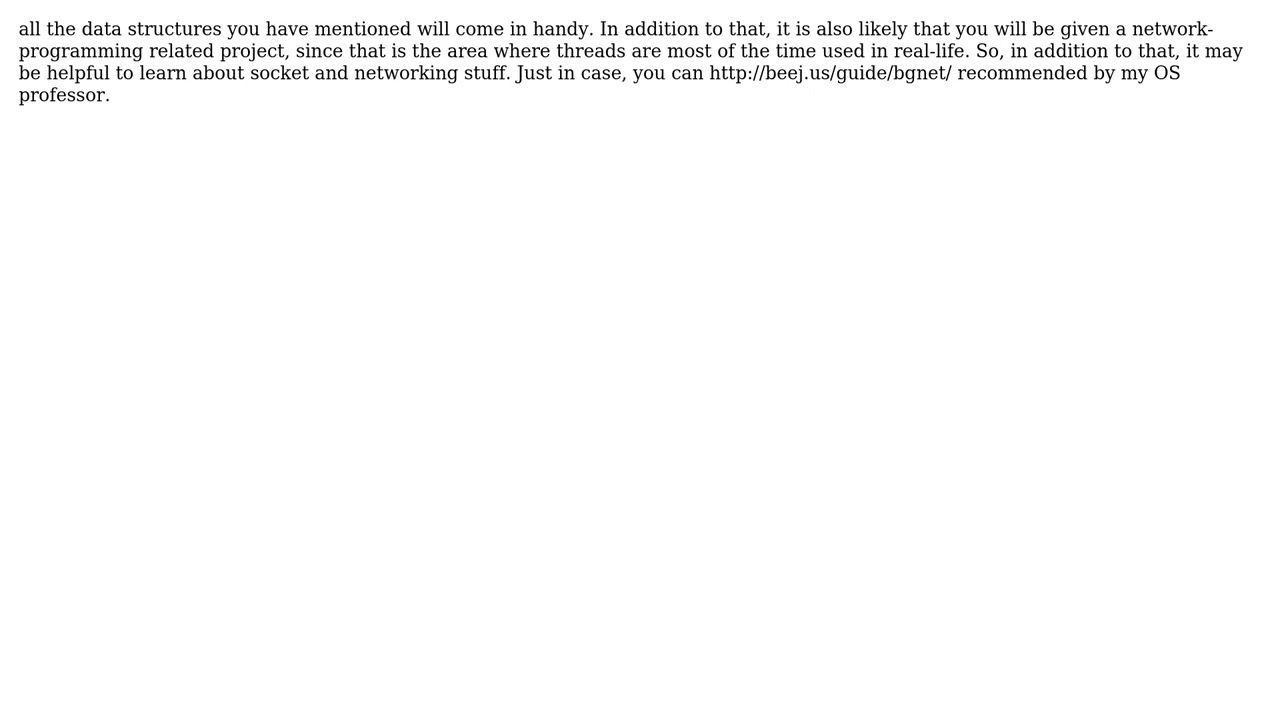 all the data structures you have mentioned will come in handy. In addition to that, it is also likely that you will be given a network-
programming related project, since that is the area where threads are most of the time used in real-life. So, in addition to that, it may
be helpful to learn about socket and networking stuff. Just in case, you can http://beej.us/guide/bgnet/ recommended by my OS
professor.